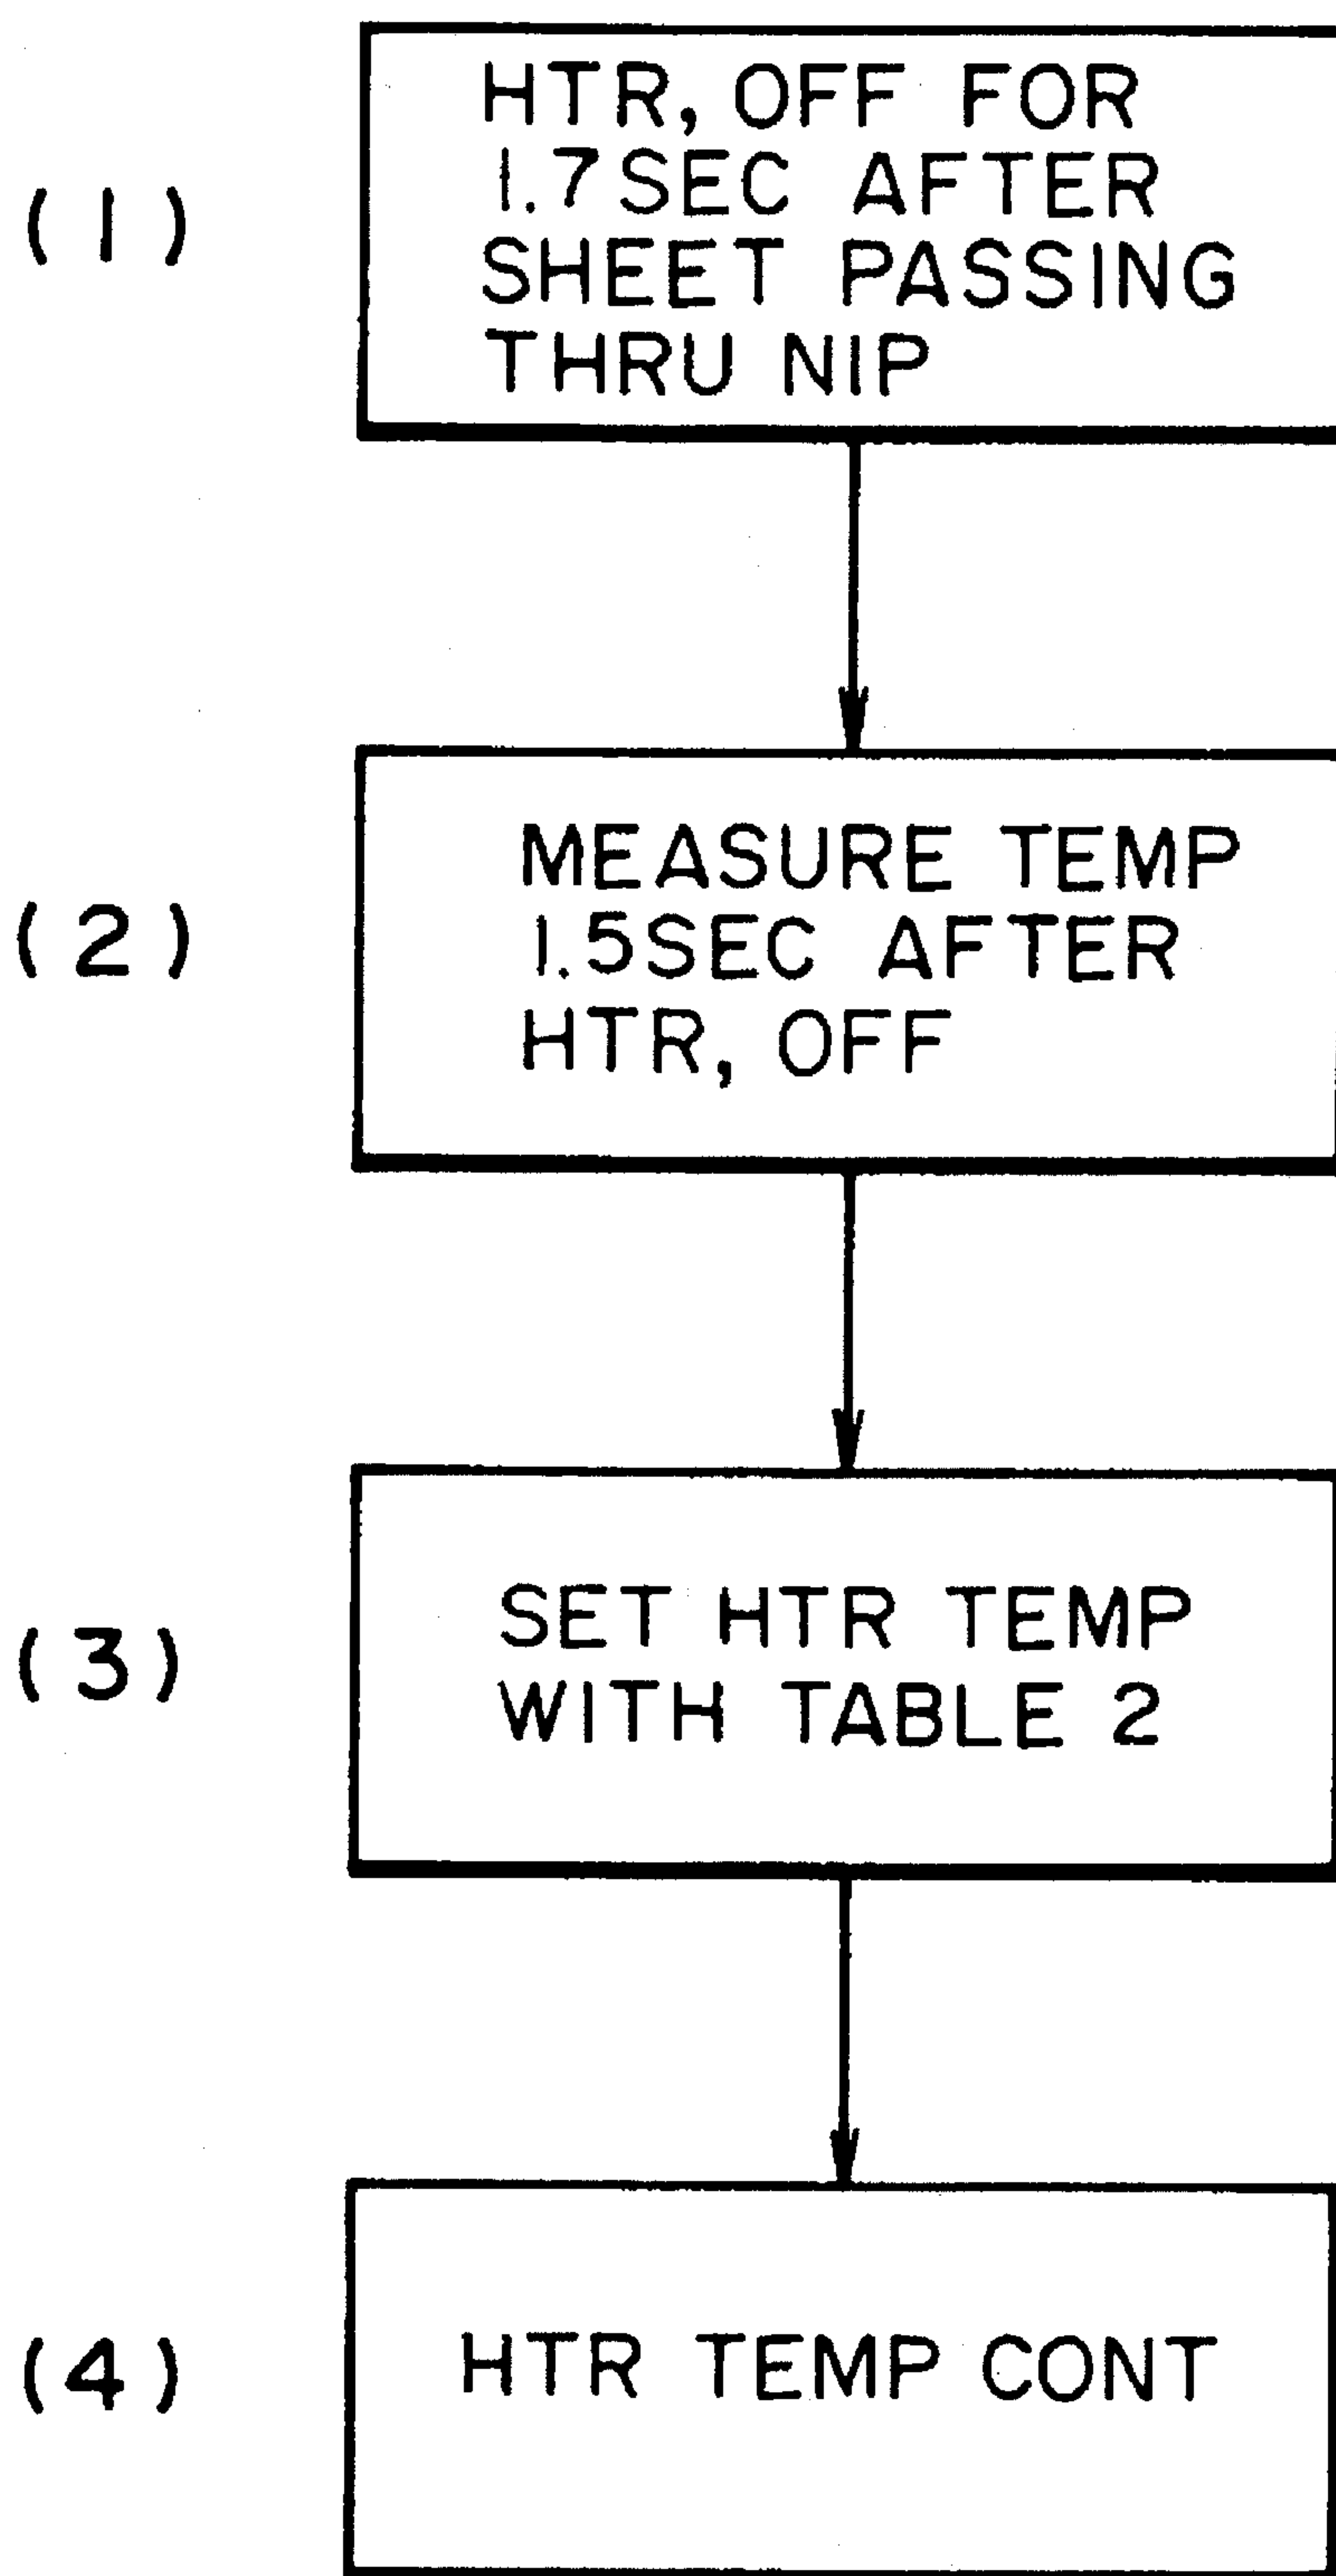 (1)
HTR, OFF FOR
1.7SEC AFTER
SHEET PASSING
THRU NIP
(2)
MEASURE TEMP
1.5SEC AFTER
HTR, OFF
(3)
SET HTR TEMP
WITH TABLE 2
(4)
HTR TEMP CONT